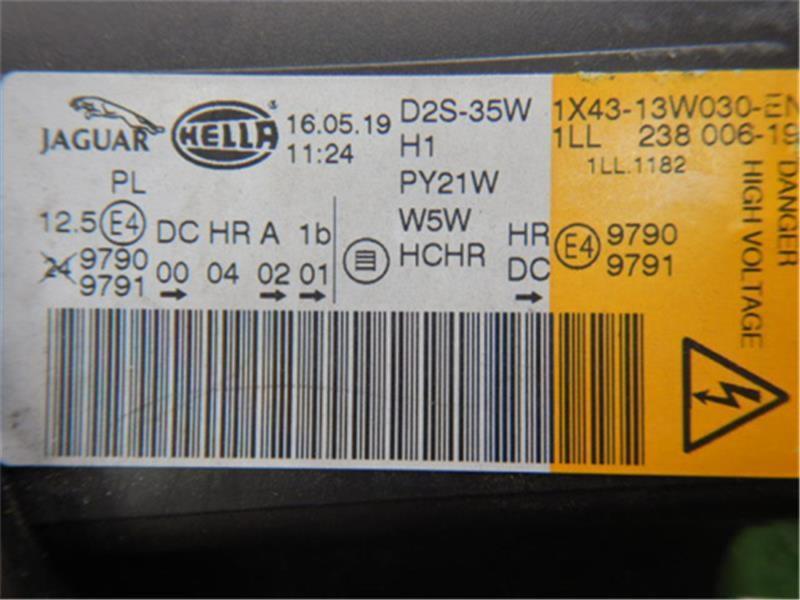 JAGUAR HELLA 16.05.19 D2S-35W 1X43-13W030-EN
11:24 H1 1LL 238 006-19
PL PY21W 1LL.1182
12.5 E4 DC HR A 1b W5W HR E4 9790
24 9790 00 04 02 01 HCHR DC 9791
9791
DANGER
HIGH VOLTAGE